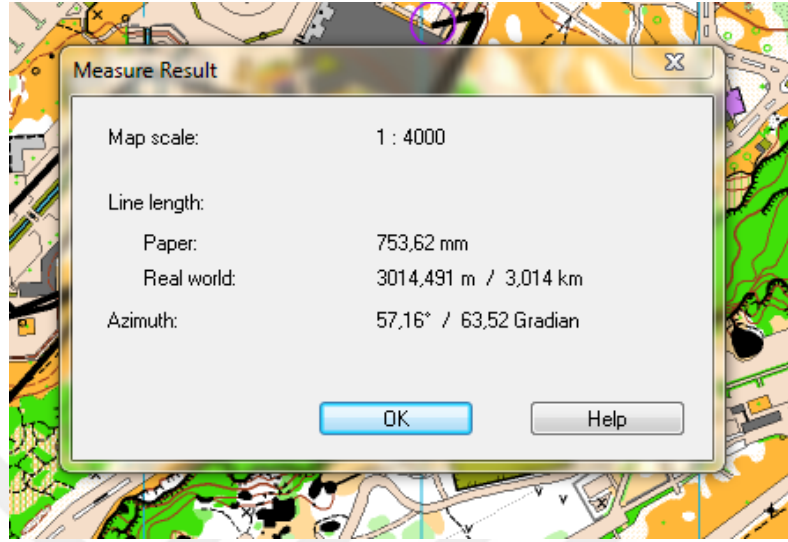 Measure Result
Map scale: 1 : 4000
Line length:
Paper: 753,62 mm
Real world: 3014,491 m / 3,014 km
Azimuth: 57,16° / 63,52 Gradian
OK Help